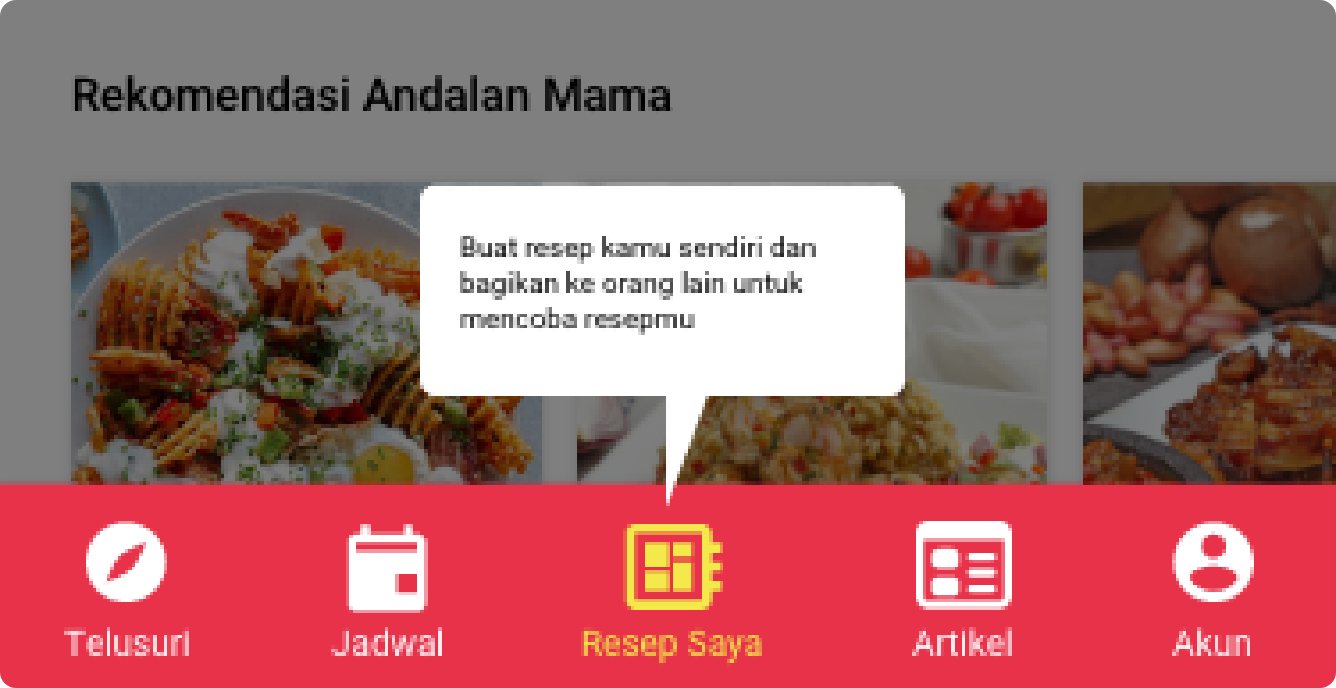 Rekomendasi Andalan Mama
Buat resep kamu sendiri dan
bagikan ke orang lain untuk
mencoba resepmu
Telusuri
Jadwal
Resep Saya
Artikel
Akun